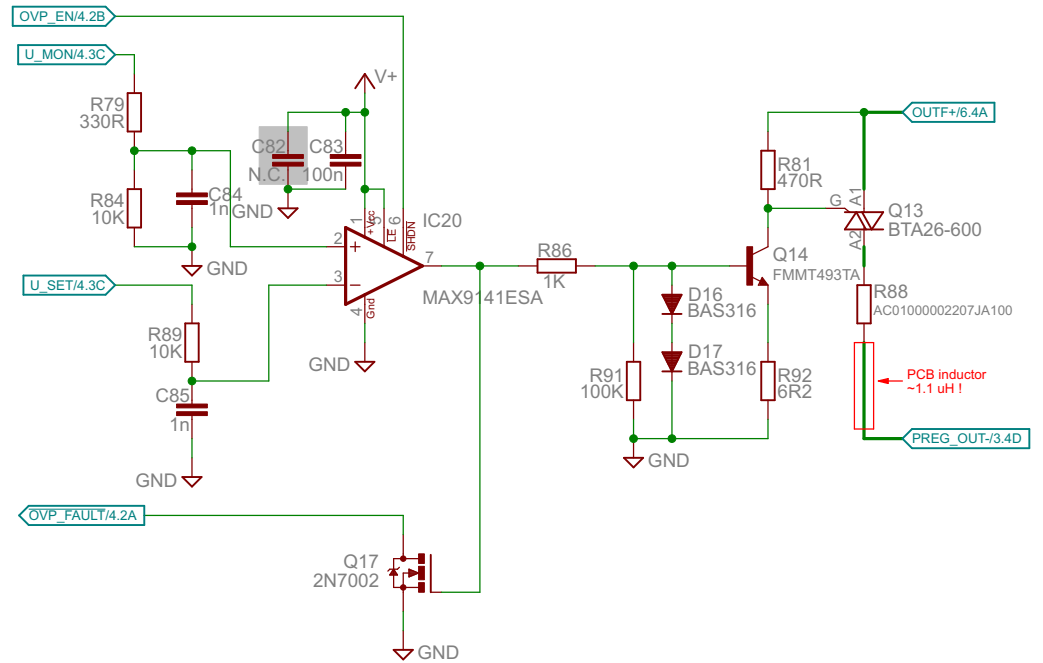 OVP_EN/4.2B
U_MON/4.3C
V+
R79
330R
C82
N.C.
C83
100n
OUTF+/6.4A
R81
470R
R84
10K
C84
1n
GND
GND
1
+Vcc
5
LE
6
SHDN
IC20
2
+
3
−
7
4
Gnd
MAX9141ESA
G
A1
A2
Q13
BTA26-600
R86
1K
Q14
FMMT493TA
U_SET/4.3C
R89
10K
GND
D16
BAS316
R88
AC01000002207JA100
D17
BAS316
R91
100K
R92
6R2
PCB inductor
~1.1 uH !
C85
1n
GND
GND
PREG_OUT-/3.4D
OVP_FAULT/4.2A
Q17
2N7002
GND